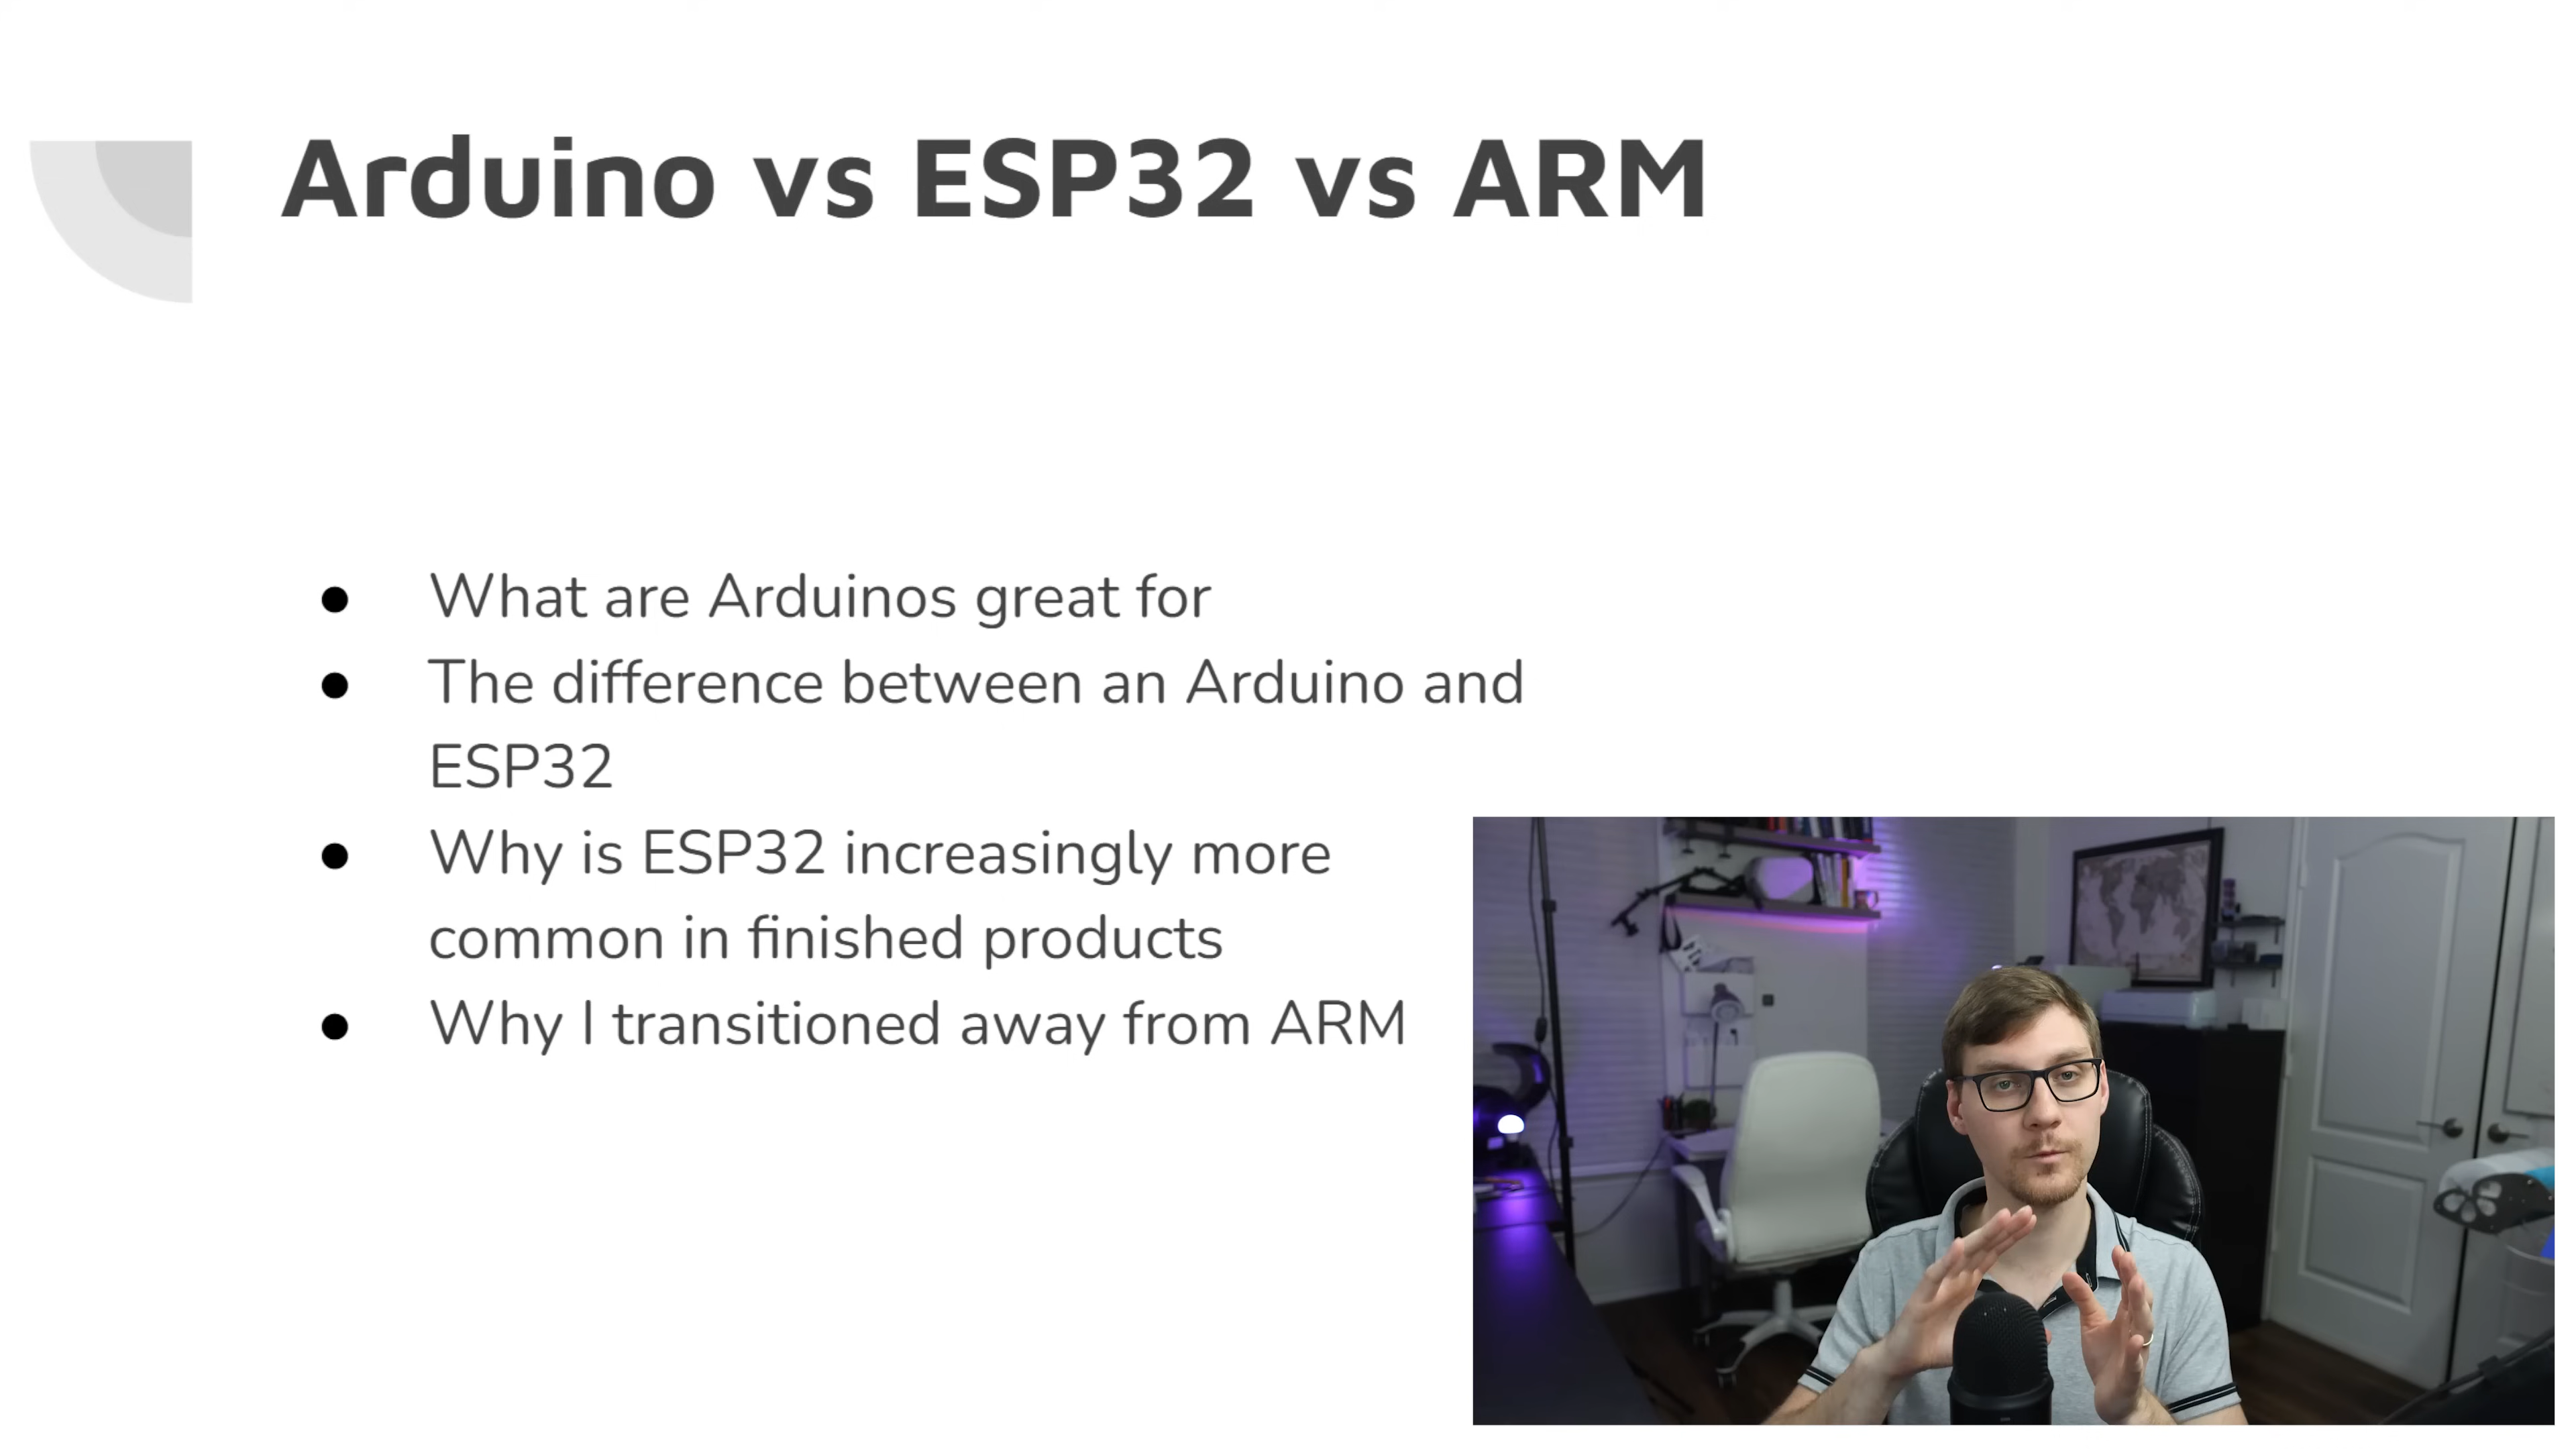 Arduino vs ESP32 vs ARM
● What are Arduinos great for
● The difference between an Arduino and
ESP32
● Why is ESP32 increasingly more
common in finished products
● Why I transitioned away from ARM